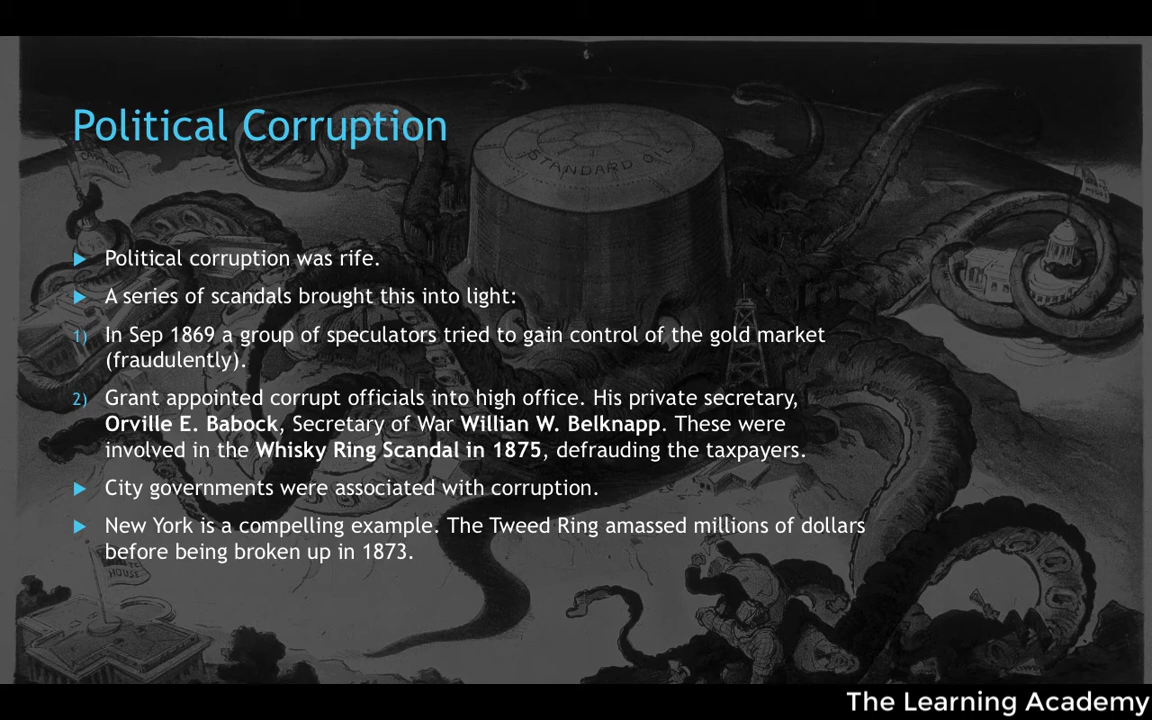 Political Corruption
STANDARD OIL
Political corruption was rife.
A series of scandals brought this into light:
1) In Sep 1869 a group of speculators tried to gain control of the gold market
(fraudulently).
2) Grant appointed corrupt officials into high office. His private secretary,
Orville E. Babock, Secretary of War Willian W. Belknapp. These were
involved in the Whisky Ring Scandal in 1875, defrauding the taxpayers.
City governments were associated with corruption.
New York is a compelling example. The Tweed Ring amassed millions of dollars
before being broken up in 1873.
HOUSE
The Learning Academy